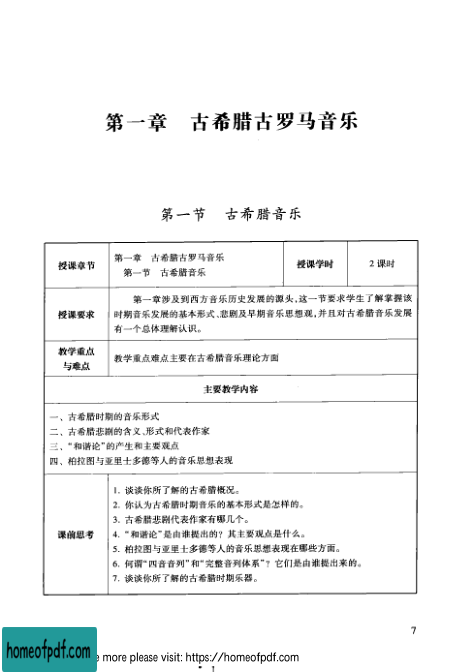 第一章 古希腊古罗马音乐
第一节 古希腊音乐
授课章节
第一章 古希腊古罗马音乐
第一节 古希腊音乐
授课学时
2 课时
授课要求
第一章涉及到西方音乐历史发展的源头,这一节要求学生了解掌握该
时期音乐发展的基本形式、悲剧及早期音乐思想观,并且对古希腊音乐发展
有一个总体理解认识。
教学重点
与难点
教学重点难点主要在古希腊音乐理论方面
主要教学内容
一、古希腊时期的音乐形式
二、古希腊悲剧的含义、形式和代表作家
三、“和谐论”的产生和主要观点
四、柏拉图与亚里士多德等人的音乐思想表现
课前思考
1. 谈谈你所了解的古希腊概况。
2. 你认为古希腊时期音乐的基本形式是怎样的。
3. 古希腊悲剧代表作家有哪几个。
4. “和谐论”是由谁提出的？其主要观点是什么。
5. 柏拉图与亚里士多德等人的音乐思想表现在哪些方面。
6. 何谓“四音音列”和“完整音列体系”？它们是由谁提出来的。
7. 谈谈你所了解的古希腊时期乐器。
7
homeofpdf.com
e more please visit: https://homeofpdf.com